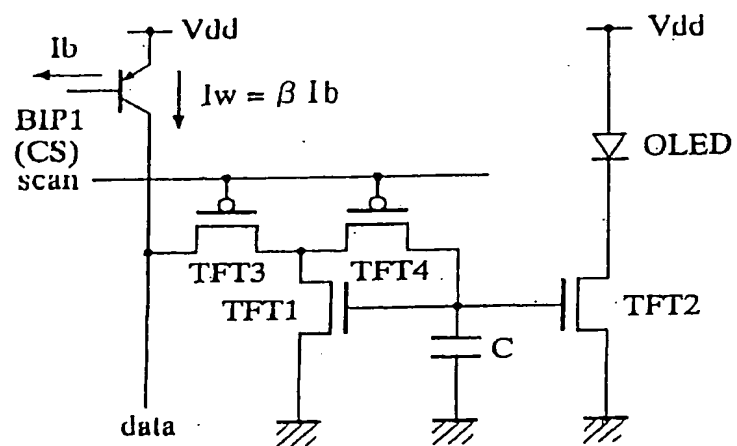 Vdd
Vdd
Ib
Iw = β Ib
BIP1
(CS)
scan
OLED
TFT3
TFT4
TFT1
TFT2
C
data